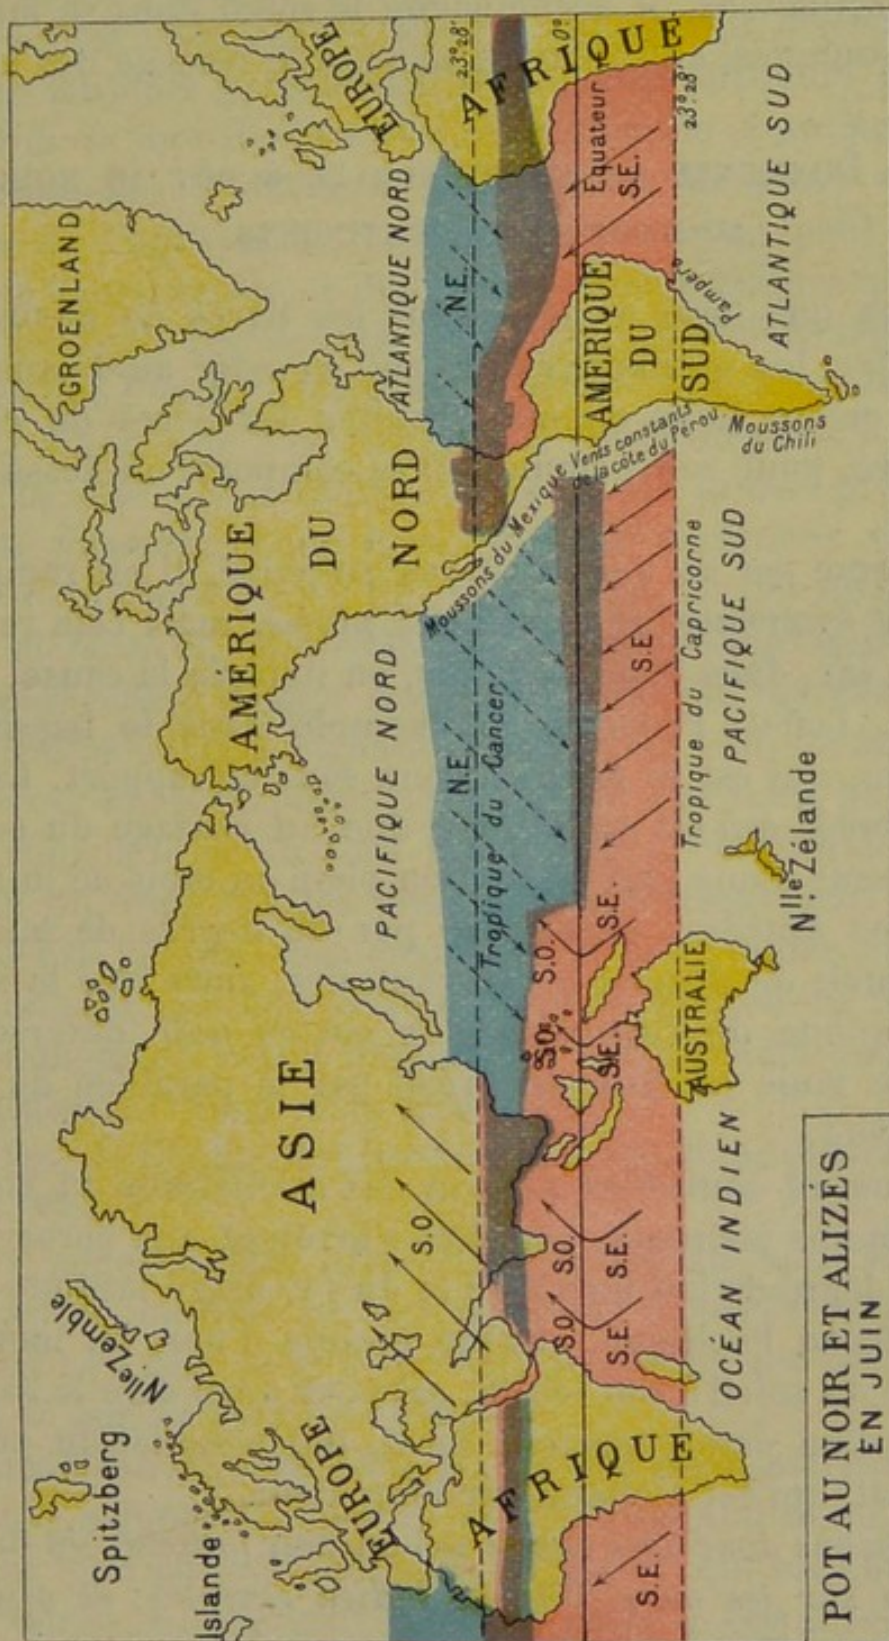 Spitzberg
Islande
Nlle Zemble
GROENLAND
EUROPE
ASIE
AMÉRIQUE
DU
NORD
EUROPE
AFRIQUE
AFRIQUE
PACIFIQUE NORD
ATLANTIQUE NORD
S.O.
N.E.
N.E.
Tropique du Cancer
23°28'
Moussons du Mexique
Vents constants
de la côte du Pérou
0°
Equateur
S.O.
S.O.
S.O.
S.O.
S.E.
S.E.
S.E.
S.E.
S.E.
S.E
S.E.
AMÉRIQUE
DU
SUD
Pampero
Moussons
du Chili
23°28'
Tropique du Capricorne
AUSTRALIE
Nlle Zélande
OCÉAN INDIEN
PACIFIQUE SUD
ATLANTIQUE SUD
POT AU NOIR ET ALIZÉS
EN JUIN